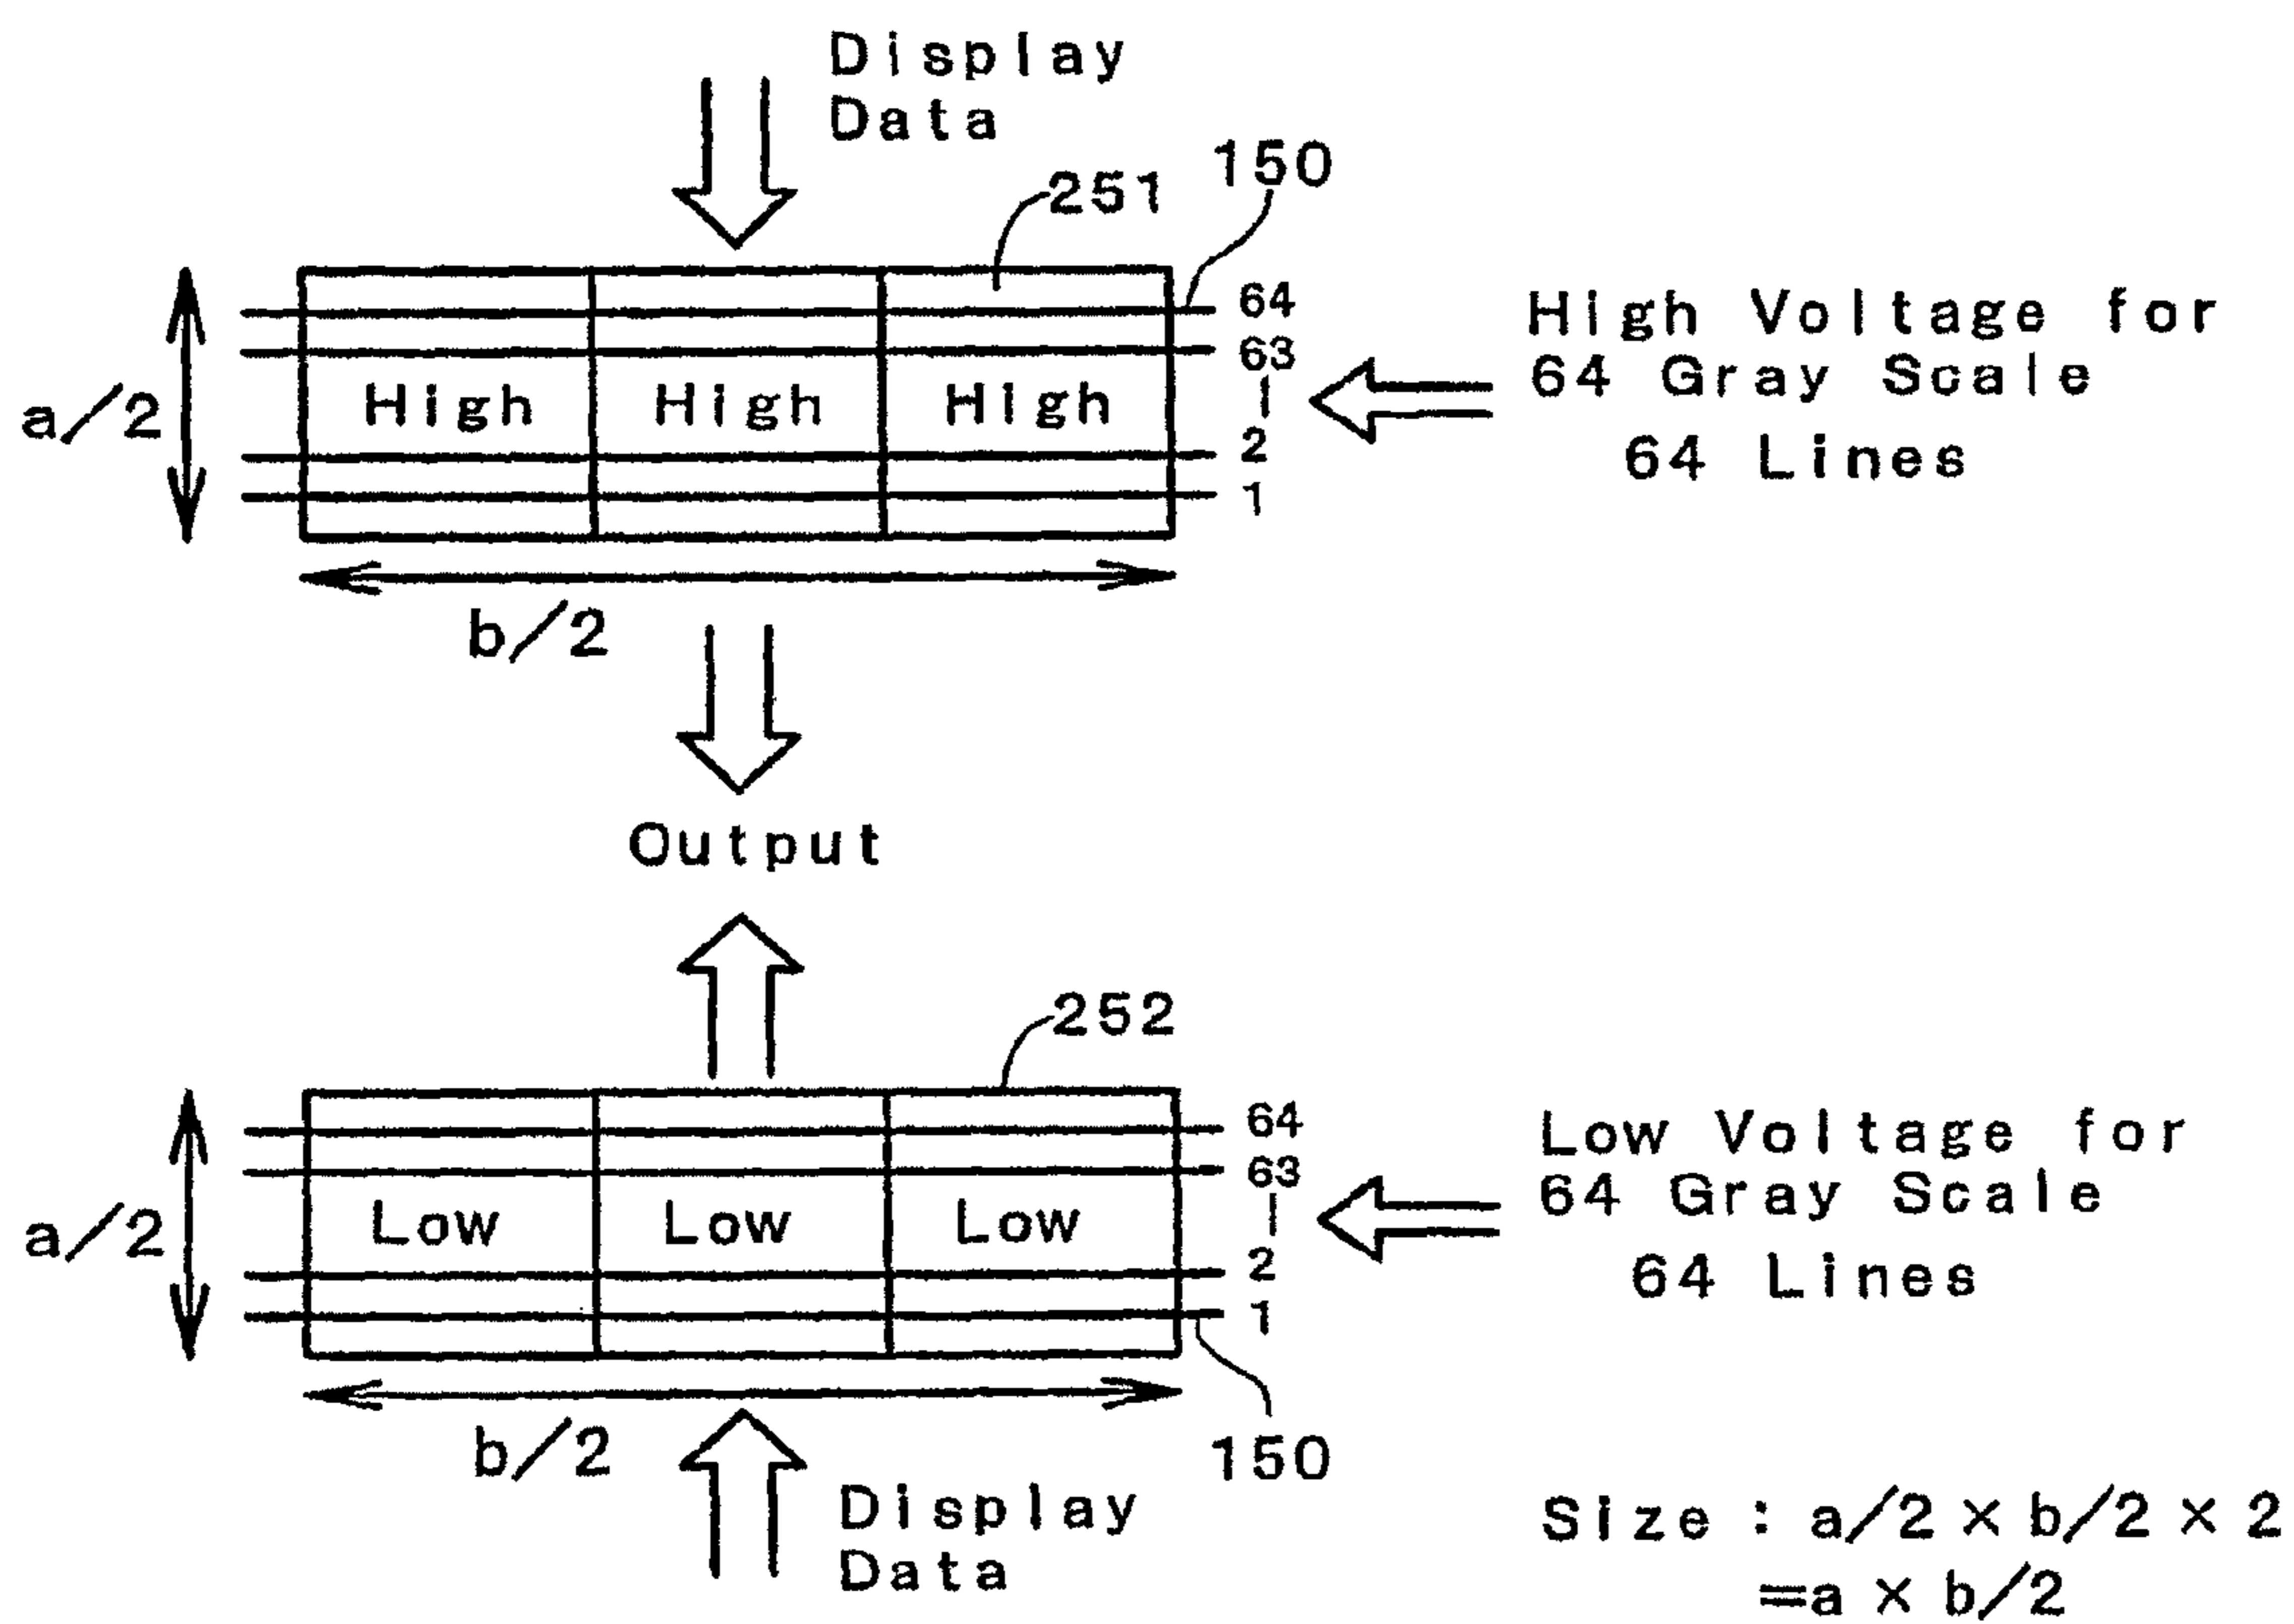 Display
Data
251
150
64
63
2
1
High High High
a/2
b/2
High Voltage for
64 Gray Scale
64 Lines
Output
252
64
63
2
1
Low Low Low
a/2
b/2
Low Voltage for
64 Gray Scale
64 Lines
150
Display
Data
Size : a/2 × b/2 × 2
=a × b/2